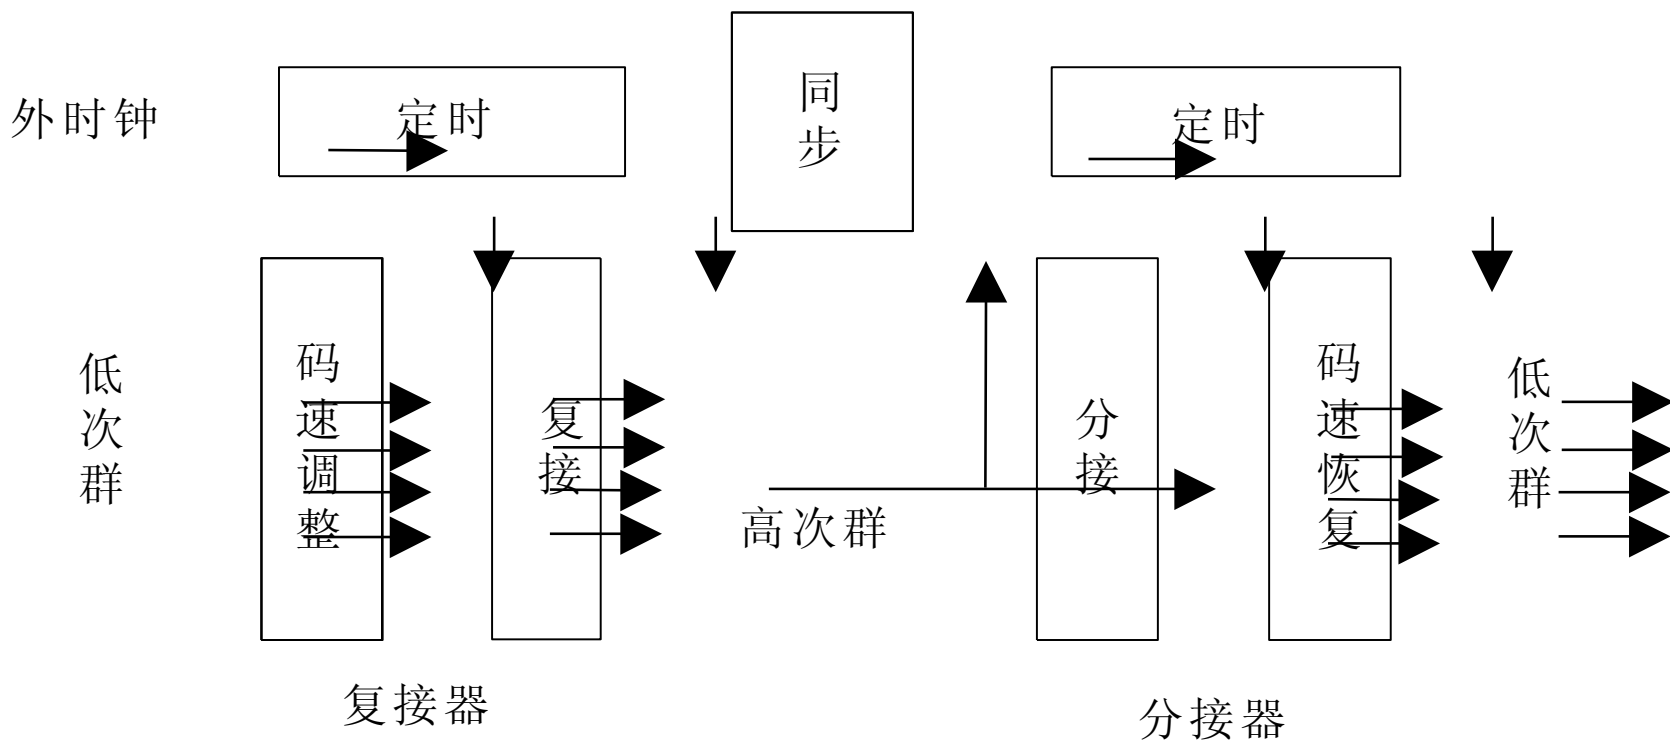 外时钟
定时
同步
定时
低次群
码速调整
复接
高次群
分接
码速恢复
低次群
复接器
分接器